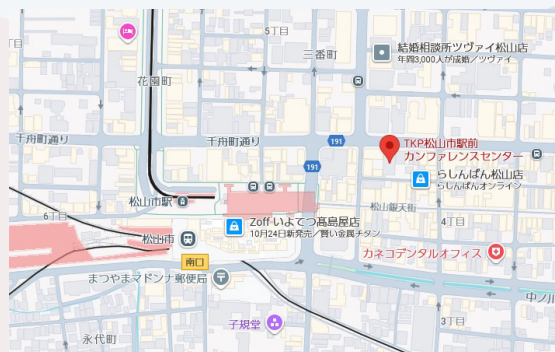 5丁目
三番町
結婚相談所ツヴァイ松山店
年間3,000人が成婚／ツヴァイ
花園町
千舟町通り
千舟町通り
191
TKP松山市駅前
カンファレンスセンター
191
らしんばん松山店
らしんばんオンライン
松山市駅
松山銀天街
6丁目
Zoff いよてつ髙島屋店
10月24日新発売／賢い金属チタン
4丁目
松山市
カネコデンタルオフィス
南口
まつやまマドンナ郵便局
中ノ川
子規堂
3丁目
永代町